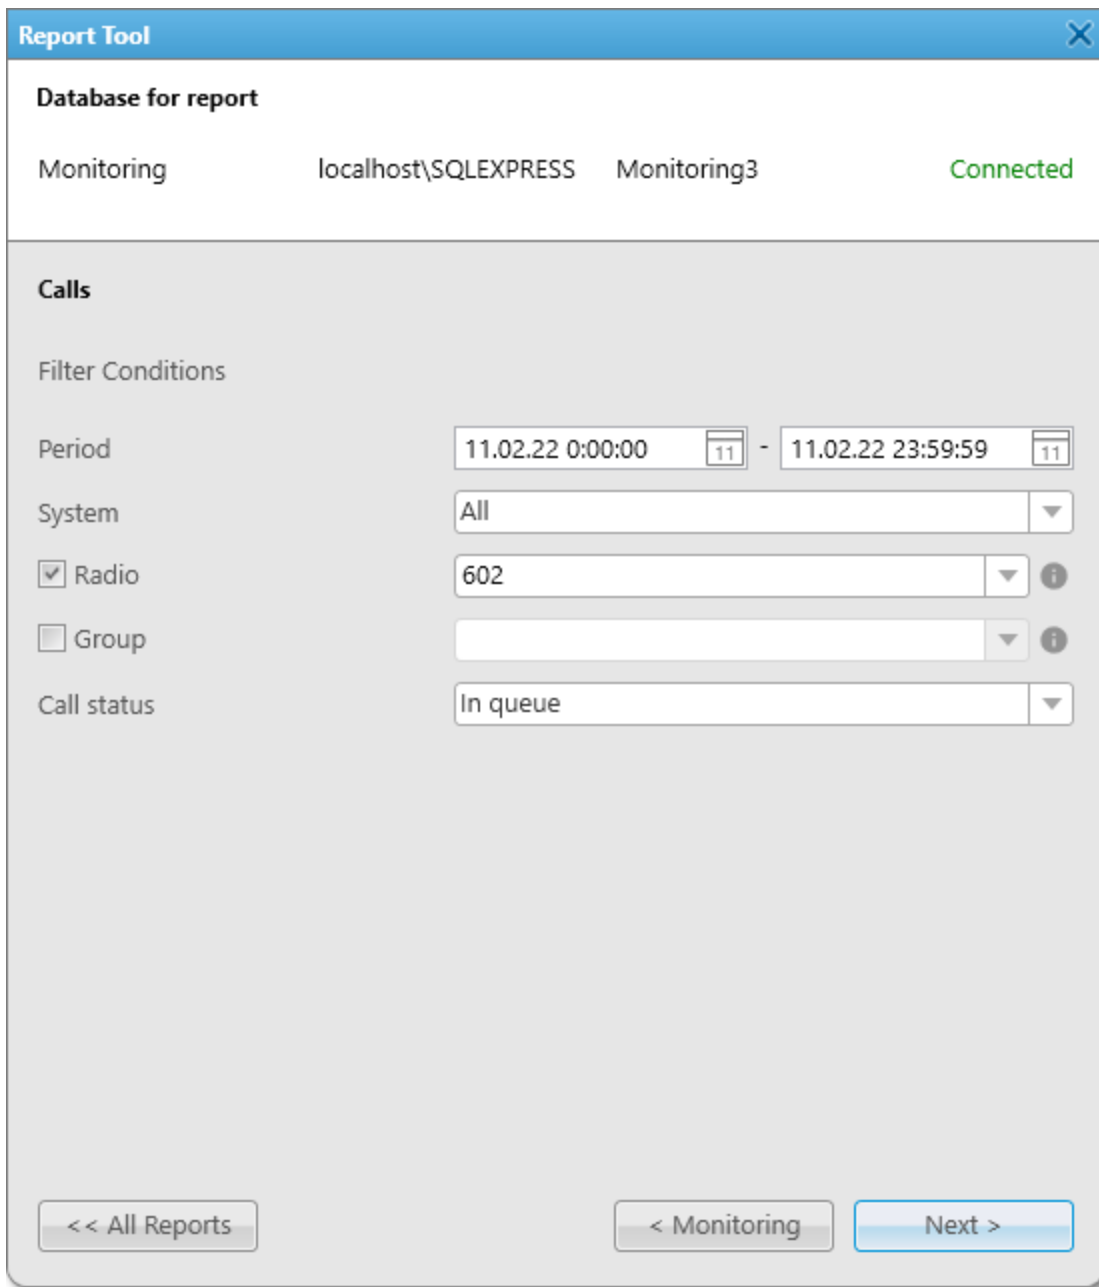 Report Tool
Database for report
Monitoring localhost\SQLEXPRESS Monitoring3 Connected
Calls
Filter Conditions
Period 11.02.22 0:00:00 11 - 11.02.22 23:59:59 11
System All
Radio 602
Group
Call status In queue
<< All Reports < Monitoring Next >